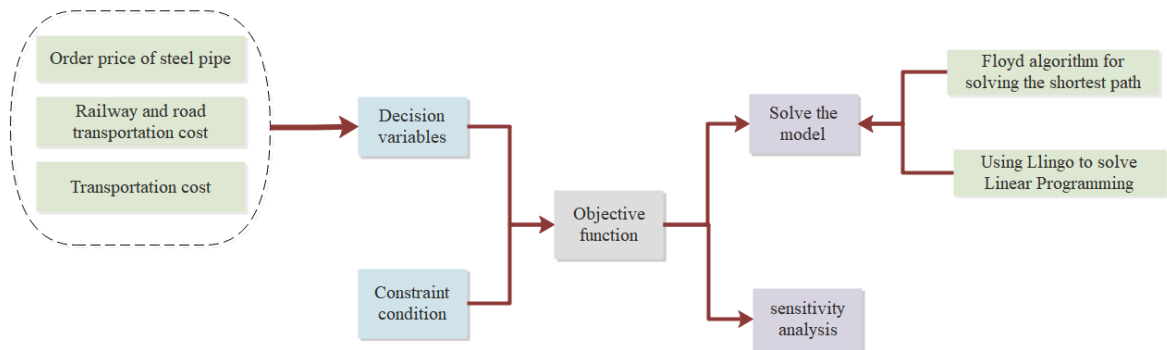 Order price of steel pipe
Railway and road
transportation cost
Transportation cost
Decision
variables
Constraint
condition
Objective
function
Solve the
model
sensitivity
analysis
Floyd algorithm for
solving the shortest path
Using Llingo to solve
Linear Programming